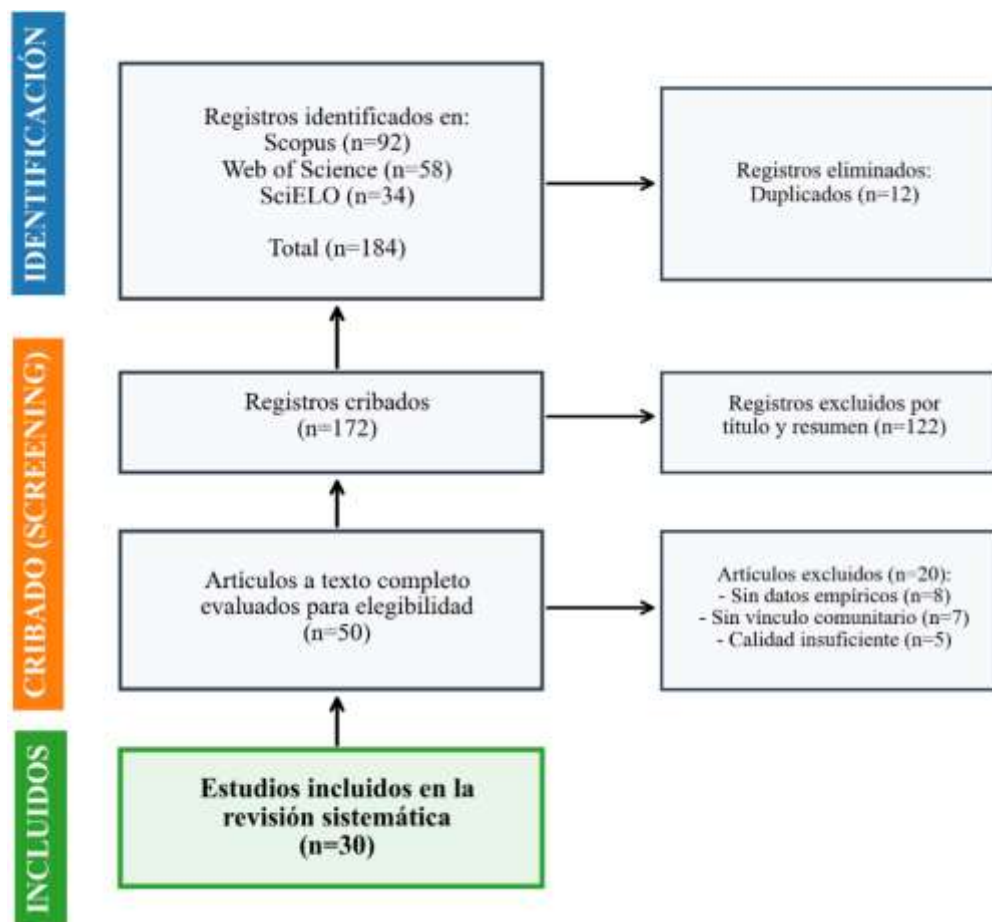 IDENTIFICACIÓN
Registros identificados en:
Scopus (n=92)
Web of Science (n=58)
SciELO (n=34)
Total (n=184)
Registros eliminados:
Duplicados (n=12)
CRIBADO (SCREENING)
Registros cribados
(n=172)
Registros excluidos por
título y resumen (n=122)
Artículos a texto completo
evaluados para elegibilidad
(n=50)
Artículos excluidos (n=20):
- Sin datos empíricos (n=8)
- Sin vínculo comunitario (n=7)
- Calidad insuficiente (n=5)
INCLUIDOS
Estudios incluidos en la
revisión sistemática
(n=30)